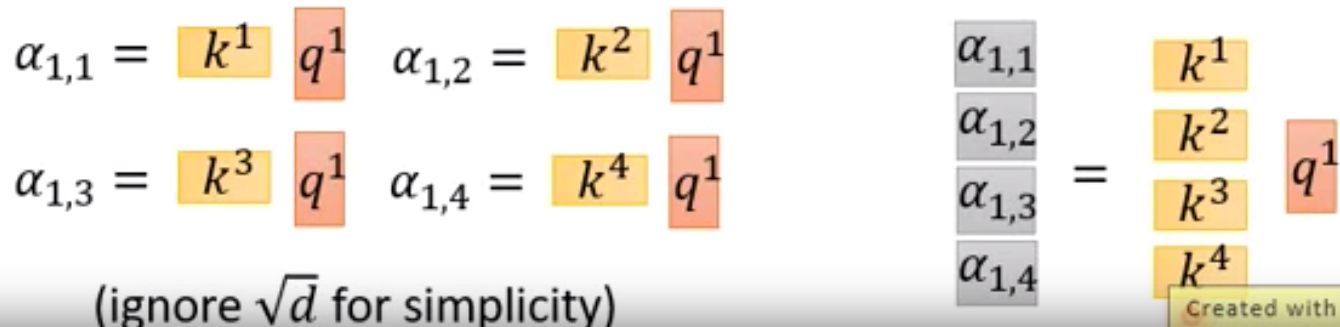 α₁,₁ = k¹ q¹ α₁,₂ = k² q¹
α₁,₃ = k³ q¹ α₁,₄ = k⁴ q¹
(ignore √d for simplicity)
α₁,₁
α₁,₂
α₁,₃
α₁,₄
=
k¹
k²
k³
k⁴
q¹
Created with